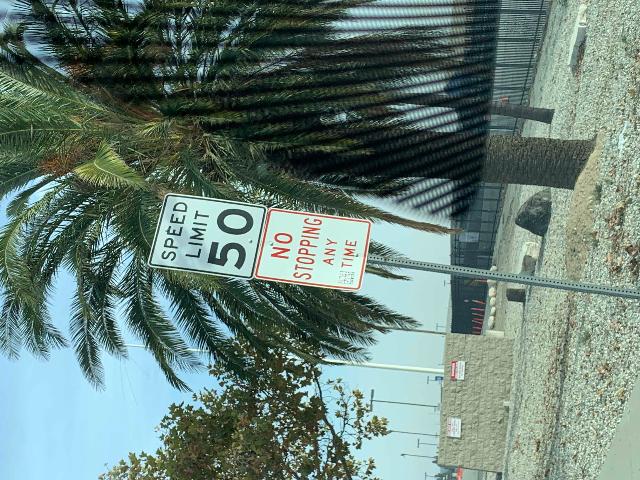 SPEED
LIMIT
50
NO
STOPPING
ANY
TIME